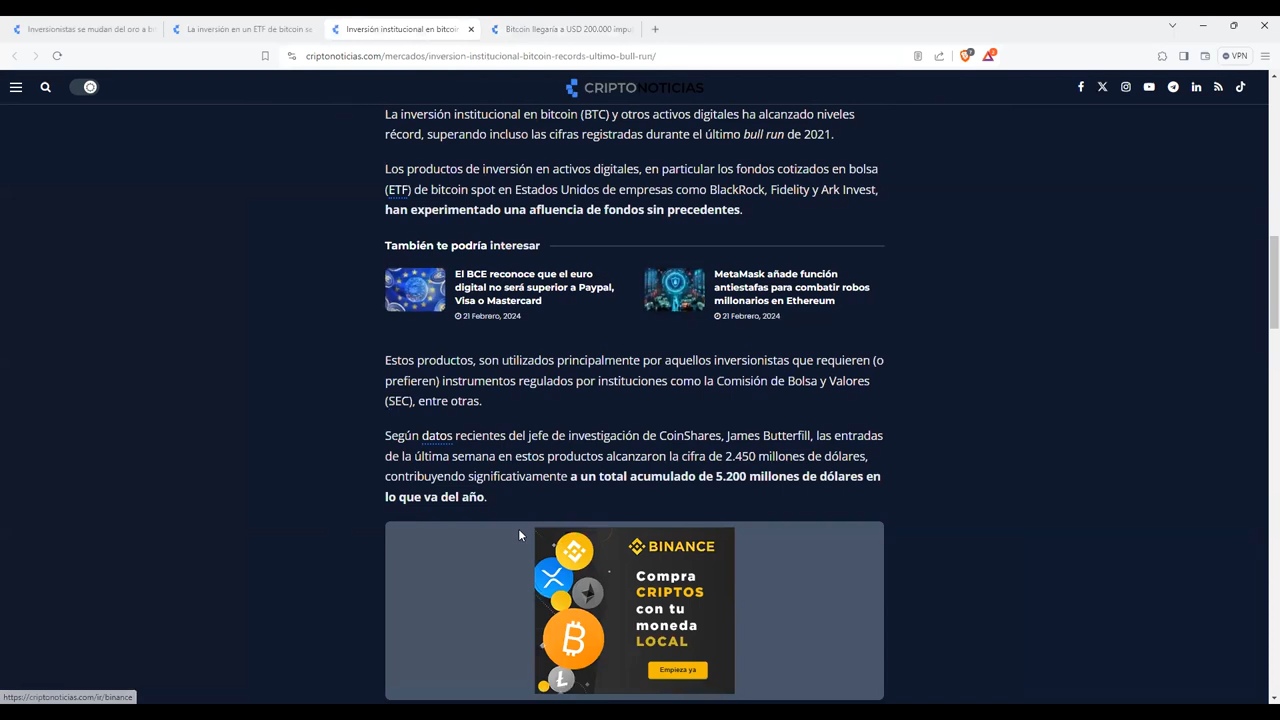 Inversionistas se mudan del oro a bi
La inversión en un ETF de bitcoin se
Inversión institucional en bitcoin
Bitcoin llegaría a USD 200.000 impu
criptonoticias.com/mercados/inversion-institucional-bitcoin-records-ultimo-bull-run/
VPN
CRIPTONOTICIAS
La inversión institucional en bitcoin (BTC) y otros activos digitales ha alcanzado niveles
récord, superando incluso las cifras registradas durante el último bull run de 2021.
Los productos de inversión en activos digitales, en particular los fondos cotizados en bolsa
(ETF) de bitcoin spot en Estados Unidos de empresas como BlackRock, Fidelity y Ark Invest,
han experimentado una afluencia de fondos sin precedentes.
También te podría interesar
El BCE reconoce que el euro
digital no será superior a Paypal,
Visa o Mastercard
21 Febrero, 2024
MetaMask añade función
antiestafas para combatir robos
millonarios en Ethereum
21 Febrero, 2024
Estos productos, son utilizados principalmente por aquellos inversionistas que requieren (o
prefieren) instrumentos regulados por instituciones como la Comisión de Bolsa y Valores
(SEC), entre otras.
Según datos recientes del jefe de investigación de CoinShares, James Butterfill, las entradas
de la última semana en estos productos alcanzaron la cifra de 2.450 millones de dólares,
contribuyendo significativamente a un total acumulado de 5.200 millones de dólares en
lo que va del año.
BINANCE
Compra
CRIPTOS
con tu
moneda
LOCAL
Empieza ya
https://criptonoticias.com/ir/binance